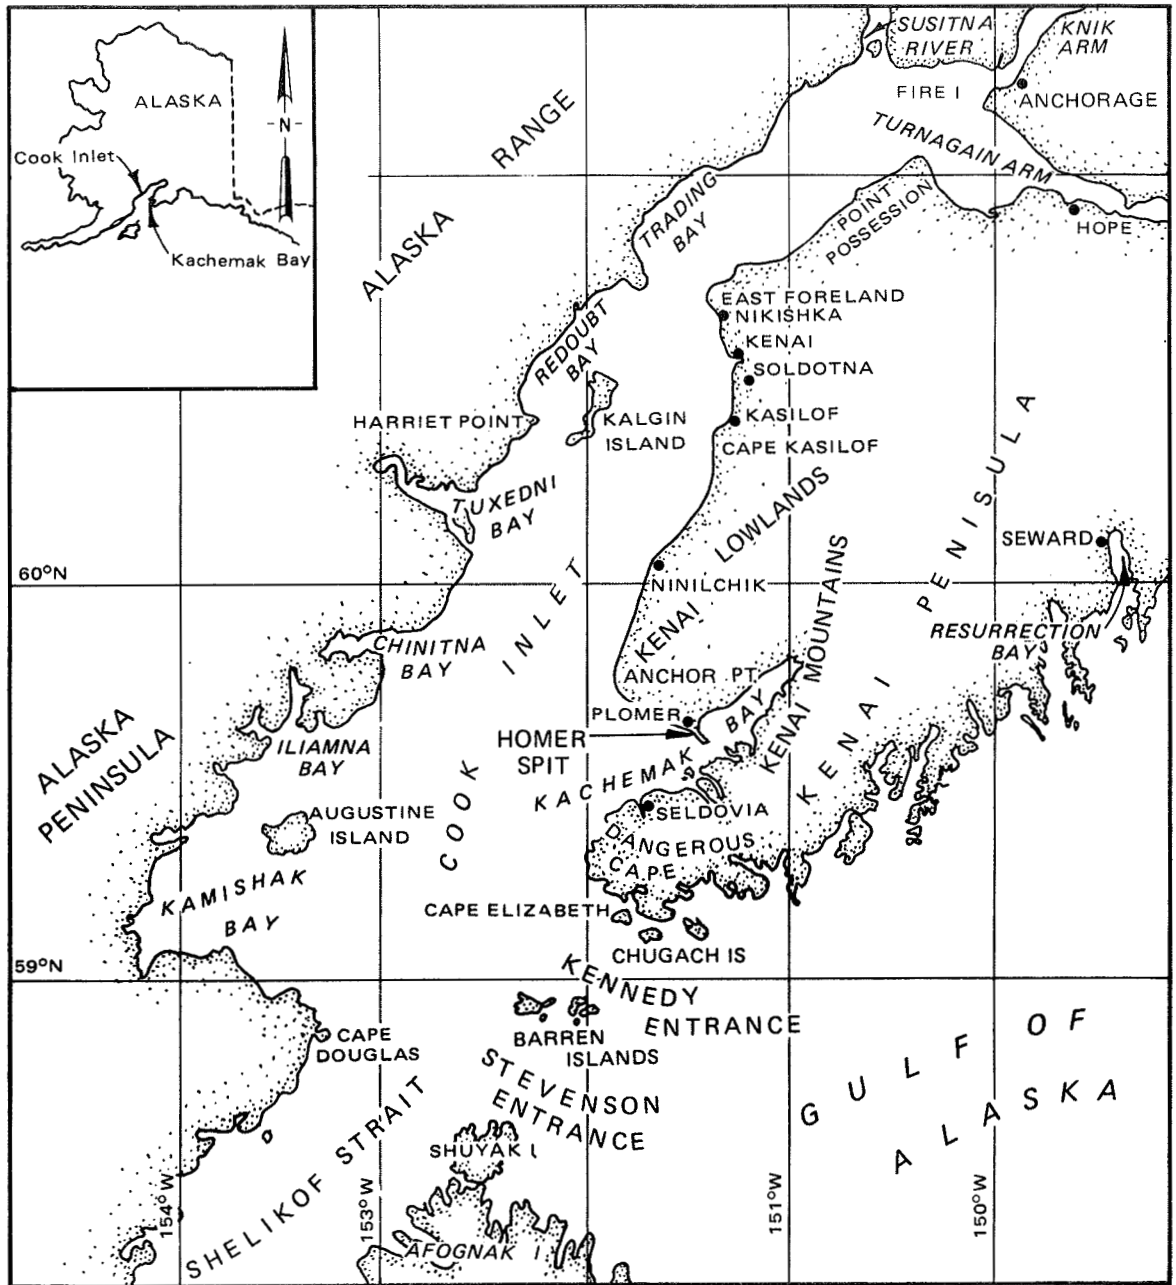 ALASKA
N
Cook Inlet
Kachemak Bay
SUSITNA
RIVER
KNIK
ARM
FIRE I
ANCHORAGE
TURNAGAIN ARM
HOPE
ALASKA RANGE
TRADING
BAY
POINT
POSSESSION
EAST FORELAND
NIKISHKA
KENAI
SOLDOTNA
KASILOF
CAPE KASILOF
REDOUBT
BAY
KALGIN
ISLAND
HARRIET POINT
TUXEDNI
BAY
60°N
NINILCHIK
KENAI LOWLANDS
KENAI MOUNTAINS
KENAI PENISULA
SEWARD
RESURRECTION
BAY
CHINITNA
BAY
COOK INLET
ANCHOR PT
PLOMER
HOMER
SPIT
KACHEMAK BAY
ALASKA
PENINSULA
ILIAMNA
BAY
AUGUSTINE
ISLAND
SELDOVIA
DANGEROUS
CAPE
KAMISHAK
BAY
CAPE ELIZABETH
CHUGACH IS
59°N
KENNEDY
ENTRANCE
BARREN
ISLANDS
CAPE
DOUGLAS
STEVENSON
ENTRANCE
GULF OF
ALASKA
SHELIKOF STRAIT
SHUYAK I
AFOGNAK I
154°W
153°W
151°W
150°W